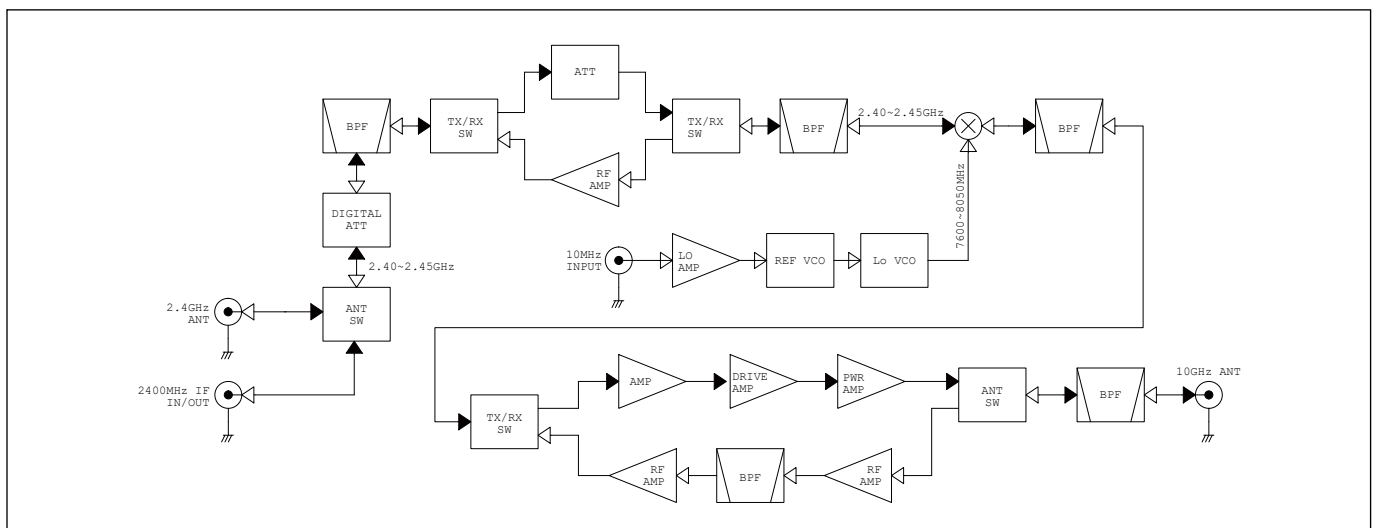 ATT
BPF
TX/RX
SW
TX/RX
SW
BPF
2.40~2.45GHz
BPF
RF
AMP
DIGITAL
ATT
7600~8050MHz
10MHz
INPUT
LO
AMP
REF VCO
Lo VCO
2.40~2.45GHz
2.4GHz
ANT
ANT
SW
2400MHz IF
IN/OUT
AMP
DRIVE
AMP
PWR
AMP
ANT
SW
BPF
10GHz ANT
TX/RX
SW
RF
AMP
BPF
RF
AMP